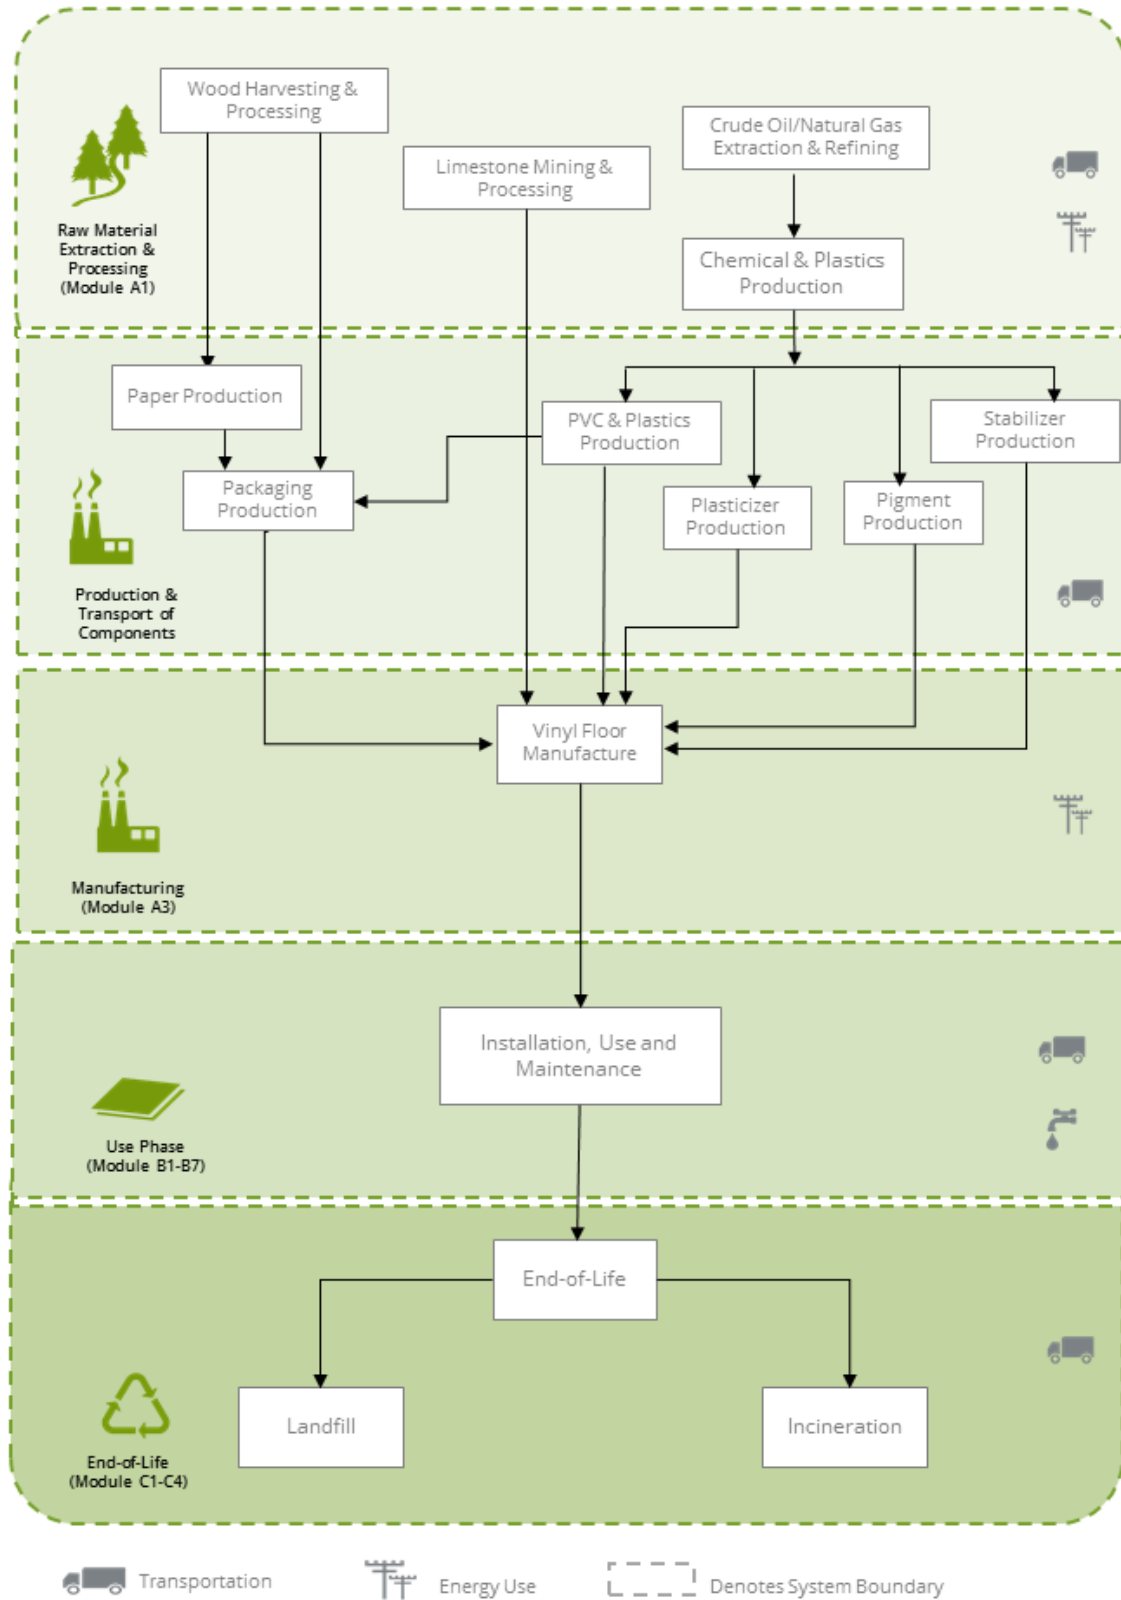 Wood Harvesting &
Processing
Crude Oil/Natural Gas
Extraction & Refining
Limestone Mining &
Processing
Raw Material
Extraction &
Processing
(Module A1)
Chemical & Plastics
Production
Paper Production
PVC & Plastics
Production
Stabilizer
Production
Packaging
Production
Plasticizer
Production
Pigment
Production
Production &
Transport of
Components
Vinyl Floor
Manufacture
Manufacturing
(Module A3)
Installation, Use and
Maintenance
Use Phase
(Module B1-B7)
End-of-Life
Landfill
Incineration
End-of-Life
(Module C1-C4)
Transportation
Energy Use
Denotes System Boundary